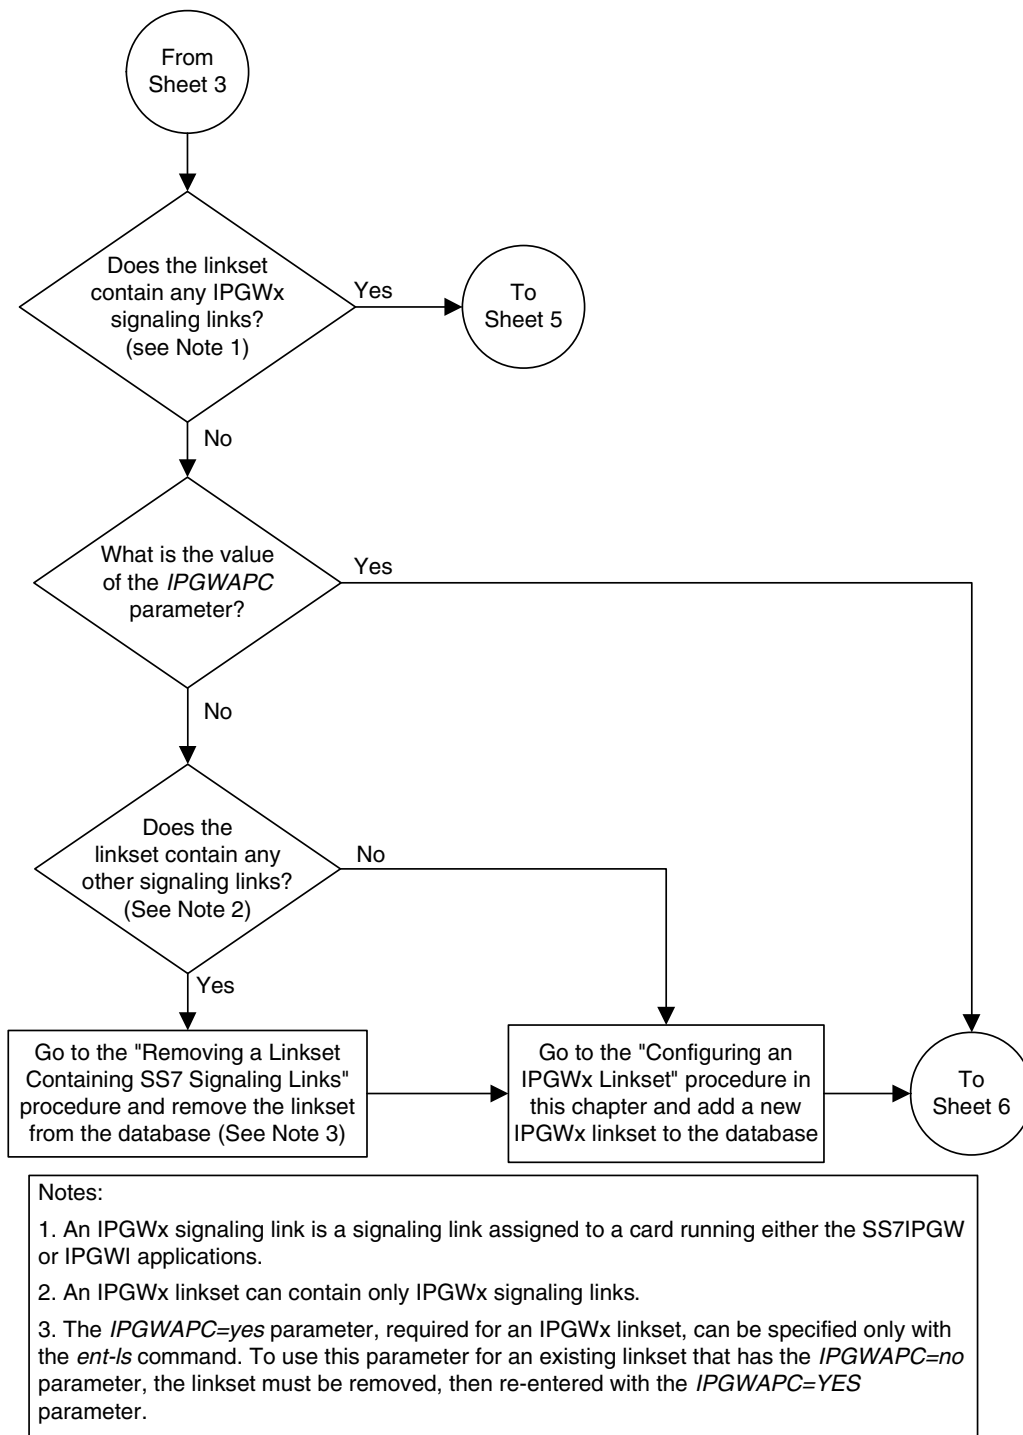 From
Sheet 3
Does the linkset
contain any IPGWx
signaling links?
(see Note 1)
Yes
To
Sheet 5
No
What is the value
of the IPGWAPC
parameter?
Yes
No
Does the
linkset contain any
other signaling links?
(See Note 2)
No
Yes
Go to the "Removing a Linkset
Containing SS7 Signaling Links"
procedure and remove the linkset
from the database (See Note 3)
Go to the "Configuring an
IPGWx Linkset" procedure in
this chapter and add a new
IPGWx linkset to the database
To
Sheet 6
Notes:
1. An IPGWx signaling link is a signaling link assigned to a card running either the SS7IPGW
or IPGWI applications.
2. An IPGWx linkset can contain only IPGWx signaling links.
3. The IPGWAPC=yes parameter, required for an IPGWx linkset, can be specified only with
the ent-ls command. To use this parameter for an existing linkset that has the IPGWAPC=no
parameter, the linkset must be removed, then re-entered with the IPGWAPC=YES
parameter.